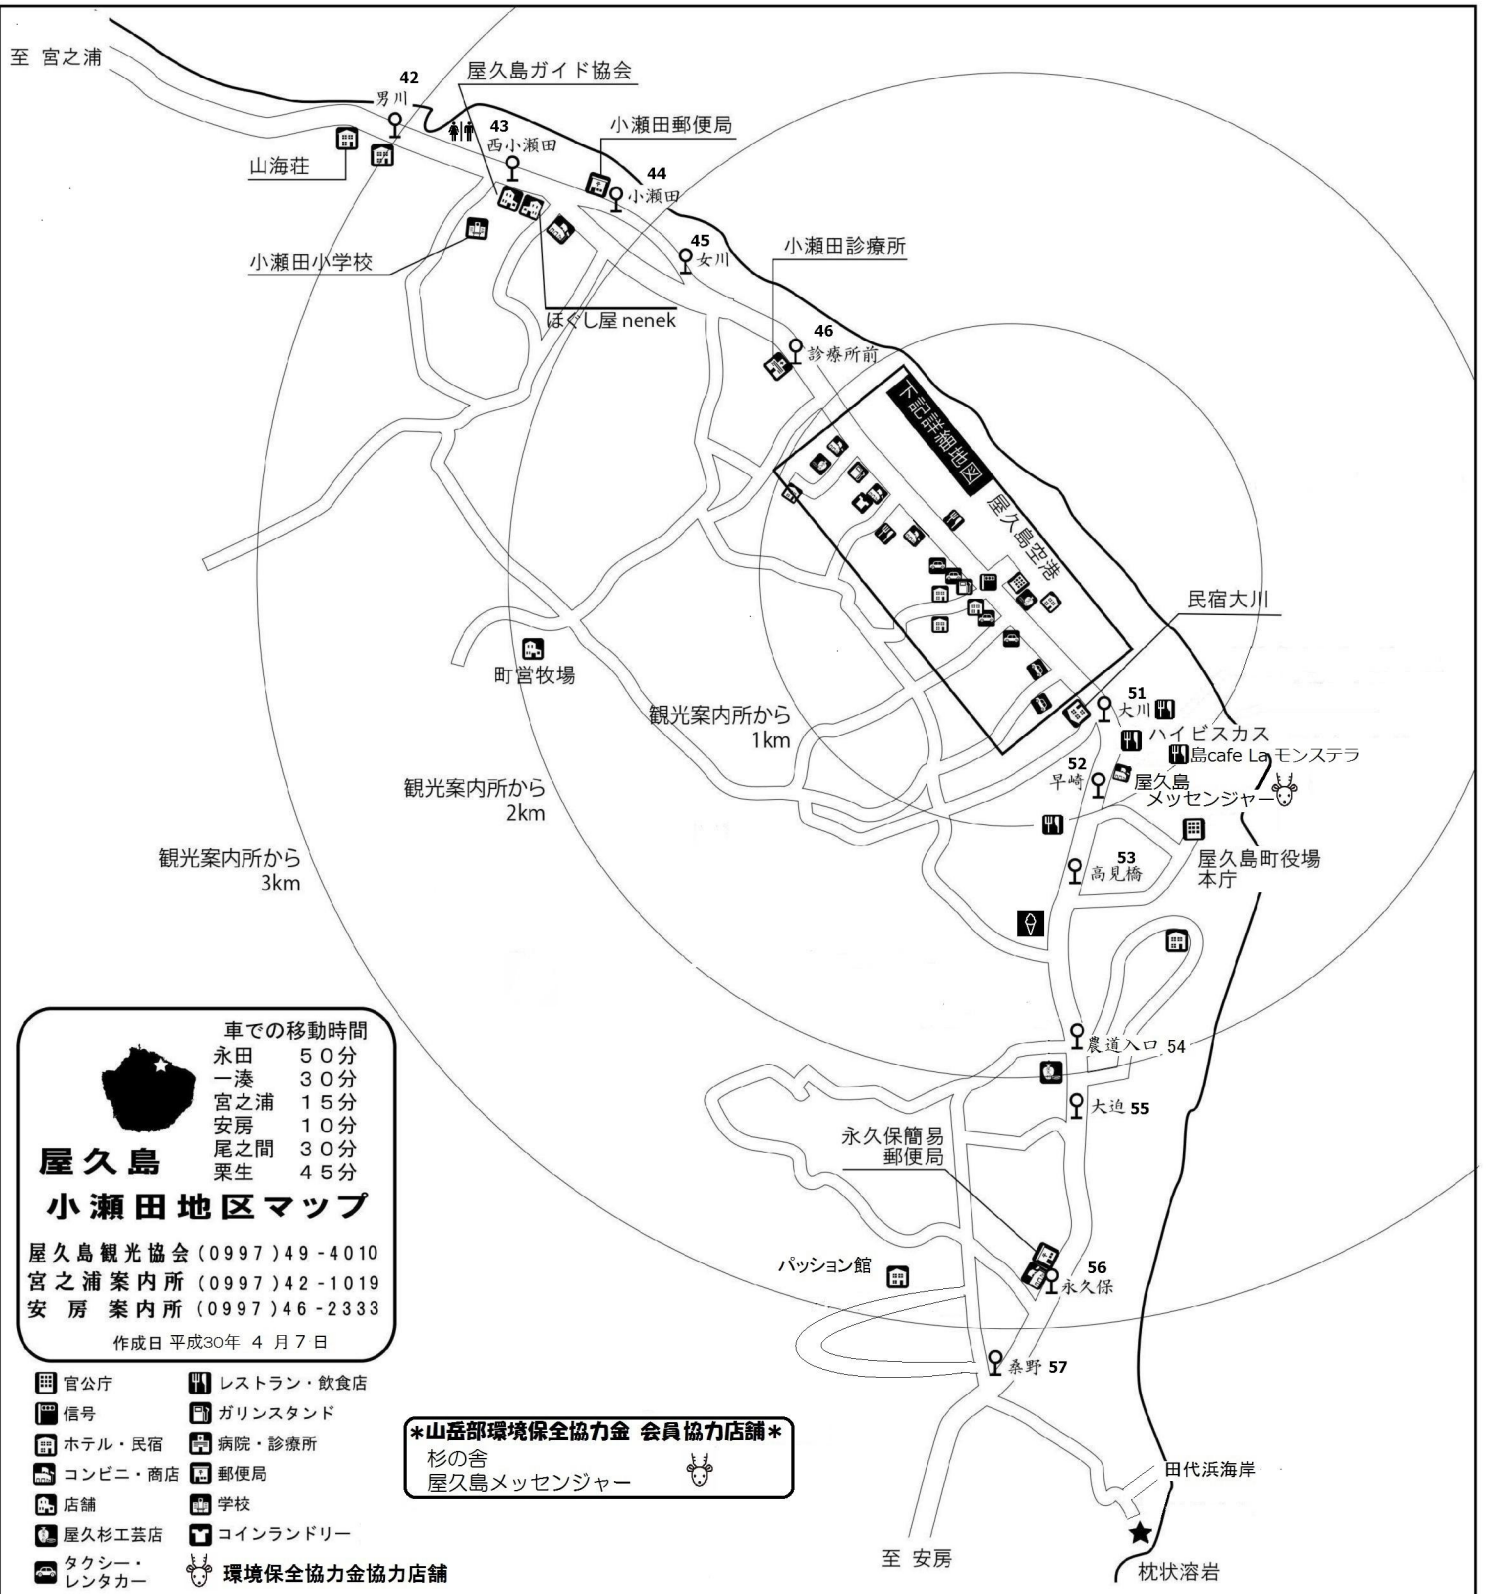 至 宮之浦
42
男川
屋久島ガイド協会
43
西小瀬田
小瀬田郵便局
44
小瀬田
山海荘
小瀬田小学校
45
女川
小瀬田診療所
ほぐし屋 nenek
46
診療所前
下記詳細地図
屋久島空港
民宿大川
町営牧場
観光案内所から
1km
観光案内所から
2km
観光案内所から
3km
51
大川
ハイビスカス
島cafe La モンステラ
52
早崎
屋久島
メッセンジャー
53
高見橋
屋久島町役場
本庁
農道入口 54
大迫 55
永久保簡易
郵便局
パッション館
56
永久保
桑野 57
田代浜海岸
至 安房
枕状溶岩
車での移動時間
永田 50分
一湊 30分
宮之浦 15分
安房 10分
尾之間 30分
栗生 45分
屋久島
小瀬田地区マップ
屋久島観光協会(0997)49-4010
宮之浦案内所(0997)42-1019
安房案内所(0997)46-2333
作成日 平成30年 4月7日
官公庁
レストラン・飲食店
信号
ガリンスタンド
ホテル・民宿
病院・診療所
コンビニ・商店
郵便局
店舗
学校
屋久杉工芸店
コインランドリー
タクシー・
レンタカー
環境保全協力金協力店舗
*山岳部環境保全協力金 会員協力店舗*
杉の舎
屋久島メッセンジャー